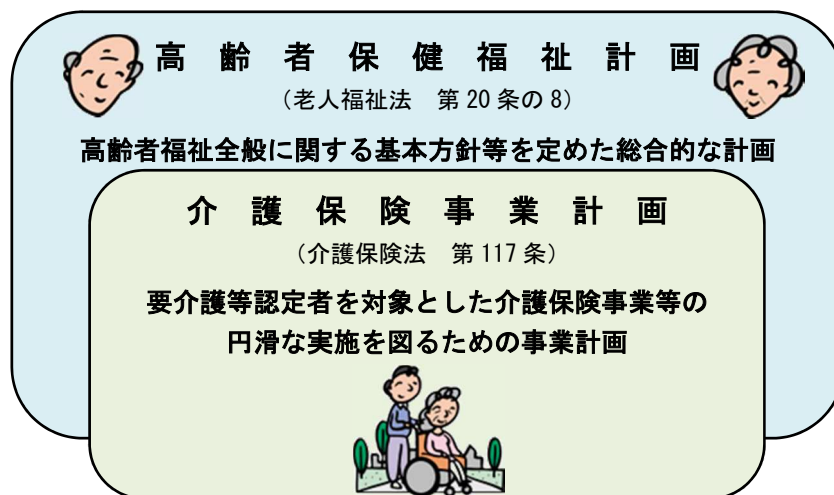 高齢者保健福祉計画
（老人福祉法　第20条の8）
高齢者福祉全般に関する基本方針等を定めた総合的な計画
介護保険事業計画
（介護保険法　第117条）
要介護等認定者を対象とした介護保険事業等の
円滑な実施を図るための事業計画